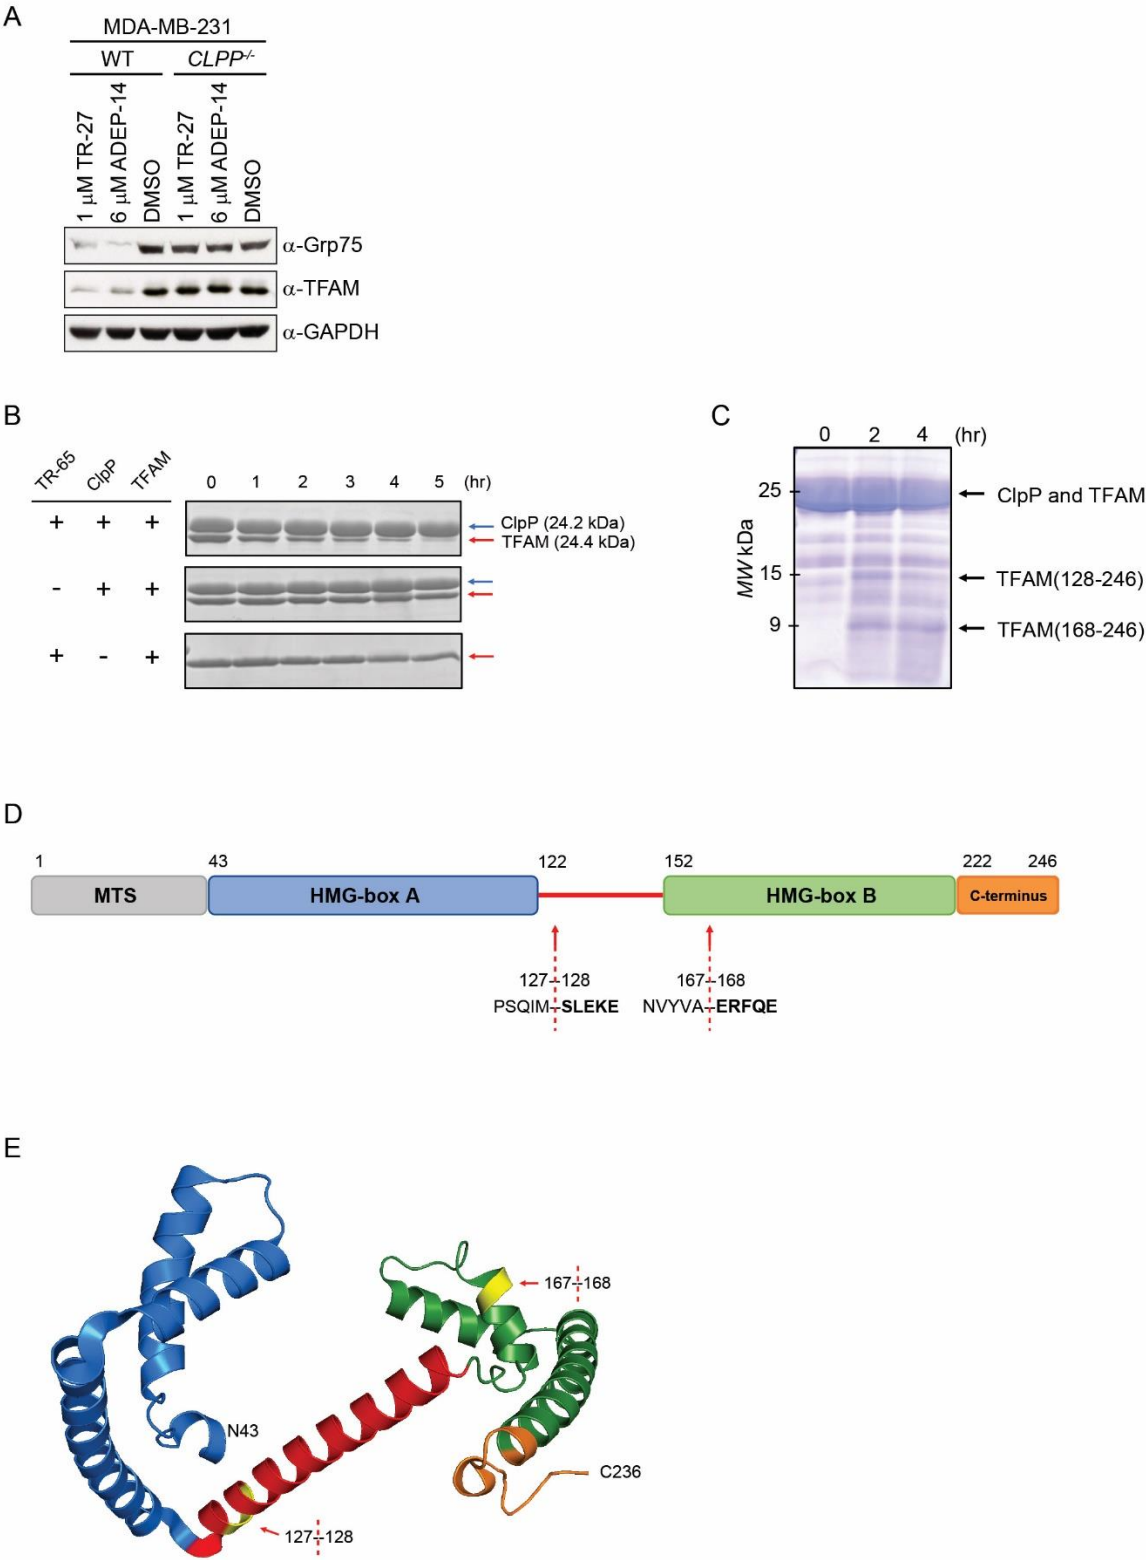 A
MDA-MB-231
WT CLPP-/-
1 µM TR-27
6 µM ADEP-14
DMSO
1 µM TR-27
6 µM ADEP-14
DMSO
α-Grp75
α-TFAM
α-GAPDH
B
TR-65 ClpP TFAM
0 1 2 3 4 5 (hr)
+ + +
ClpP (24.2 kDa)
TFAM (24.4 kDa)
- + +
+ - +
C
0 2 4 (hr)
MW kDa
25
15
9
ClpP and TFAM
TFAM(128-246)
TFAM(168-246)
D
1 43 122 152 222 246
MTS HMG-box A HMG-box B C-terminus
127--128 167--168
PSQIM--SLEKE NVYVA--ERFQE
E
167--168
N43
C236
127--128